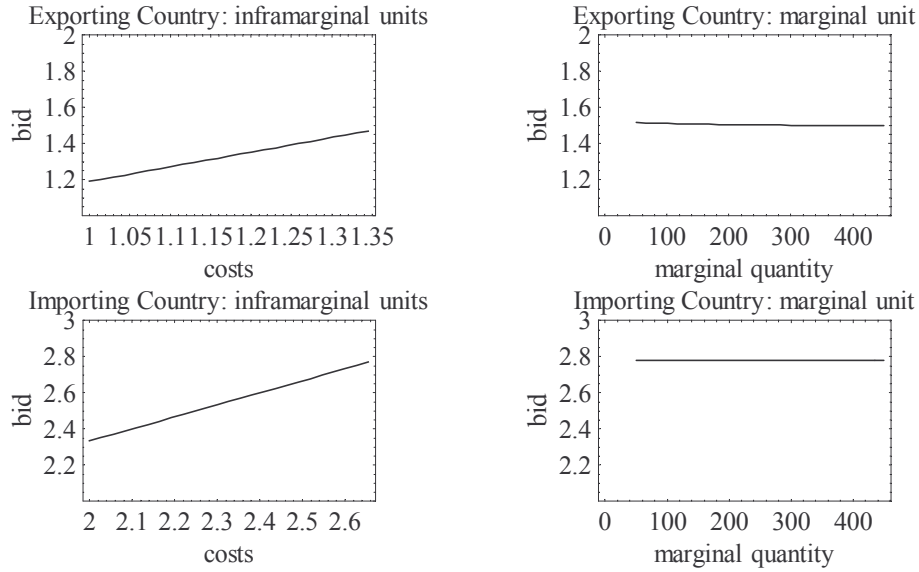 Exporting Country: inframarginal units
2
1.8
1.6
1.4
1.2
bid
1 1.05 1.1 1.15 1.2 1.25 1.3 1.35
costs
Exporting Country: marginal unit
2
1.8
1.6
1.4
1.2
bid
0 100 200 300 400
marginal quantity
Importing Country: inframarginal units
3
2.8
2.6
2.4
2.2
bid
2 2.1 2.2 2.3 2.4 2.5 2.6
costs
Importing Country: marginal unit
3
2.8
2.6
2.4
2.2
bid
0 100 200 300 400
marginal quantity